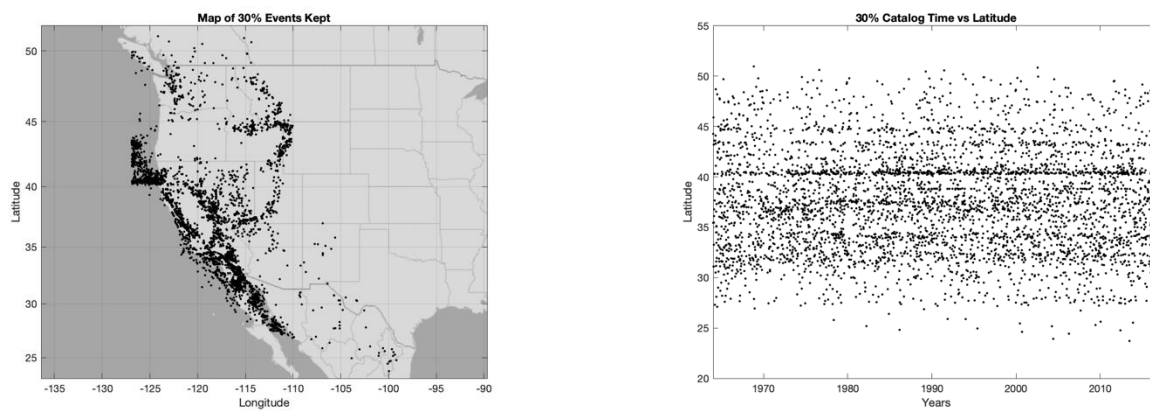 Map of 30% Events Kept
50
45
40
35
30
25
Latitude
-135 -130 -125 -120 -115 -110 -105 -100 -95 -90
Longitude
30% Catalog Time vs Latitude
55
50
45
40
35
30
25
20
Latitude
1970 1980 1990 2000 2010
Years